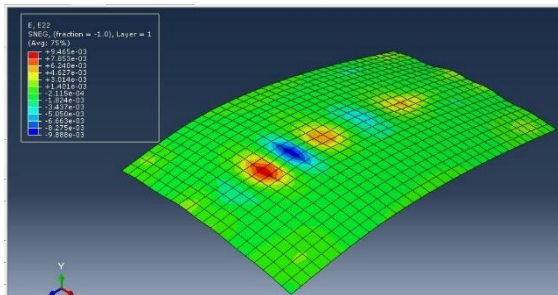 E, E22
SNEG, (fraction = -1.0), Layer = 1
(Avg: 75%)
+9.465e-03
+7.853e-03
+6.240e-03
+4.627e-03
+3.014e-03
+1.401e-03
-2.115e-04
-1.824e-03
-3.437e-03
-5.050e-03
-6.663e-03
-8.275e-03
-9.888e-03
Y